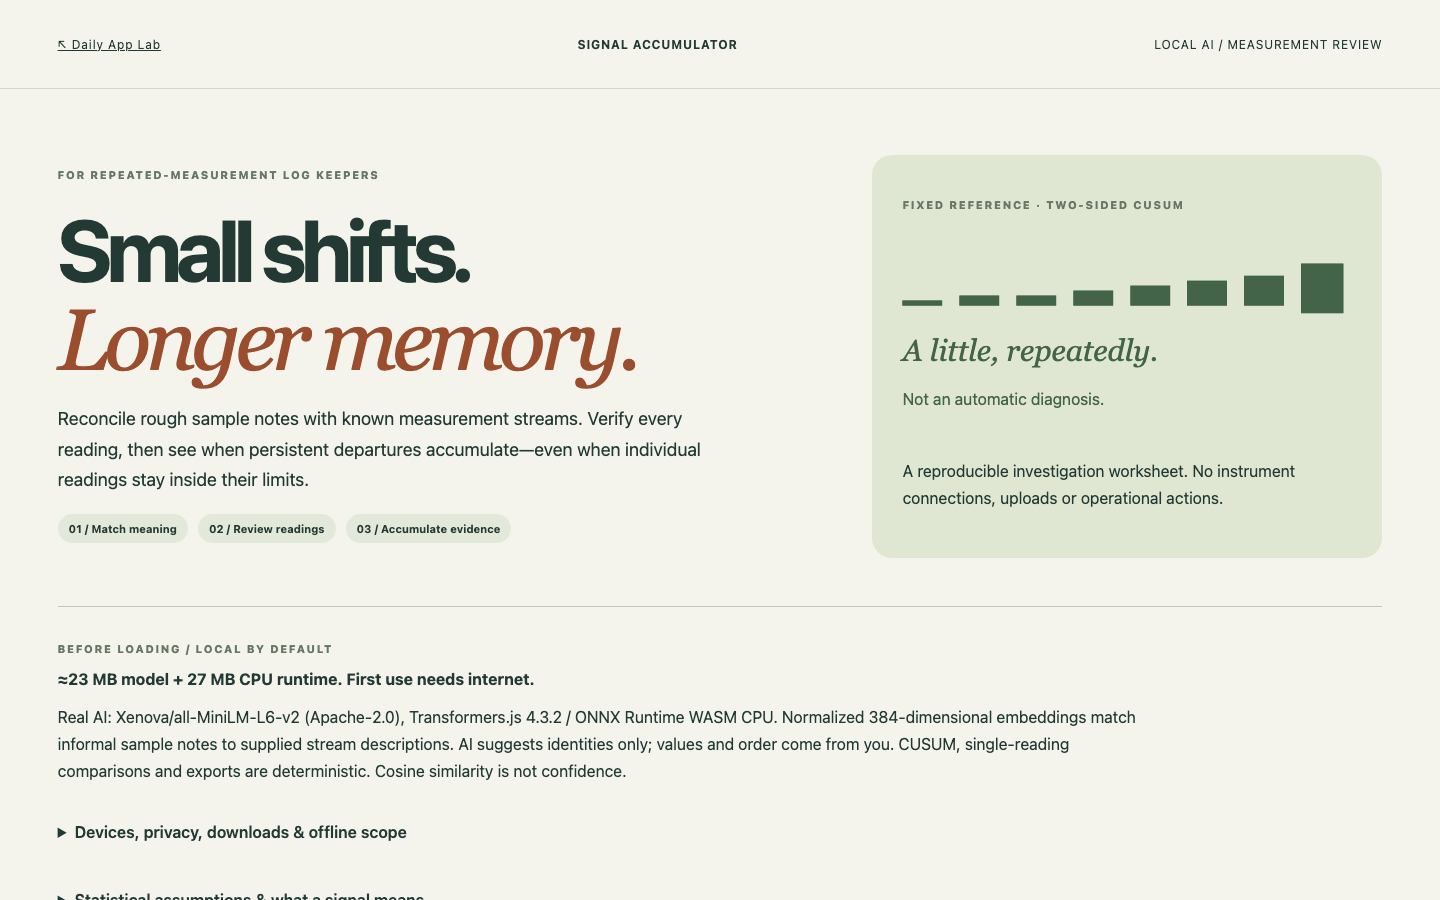 ↖ Daily App Lab
SIGNAL ACCUMULATOR
LOCAL AI / MEASUREMENT REVIEW
FOR REPEATED-MEASUREMENT LOG KEEPERS
Small shifts.
Longer memory.
Reconcile rough sample notes with known measurement streams. Verify every
reading, then see when persistent departures accumulate—even when individual
readings stay inside their limits.
01 / Match meaning
02 / Review readings
03 / Accumulate evidence
FIXED REFERENCE · TWO-SIDED CUSUM
A little, repeatedly.
Not an automatic diagnosis.
A reproducible investigation worksheet. No instrument
connections, uploads or operational actions.
BEFORE LOADING / LOCAL BY DEFAULT
≈23 MB model + 27 MB CPU runtime. First use needs internet.
Real AI: Xenova/all-MiniLM-L6-v2 (Apache-2.0), Transformers.js 4.3.2 / ONNX Runtime WASM CPU. Normalized 384-dimensional embeddings match
informal sample notes to supplied stream descriptions. AI suggests identities only; values and order come from you. CUSUM, single-reading
comparisons and exports are deterministic. Cosine similarity is not confidence.
▶ Devices, privacy, downloads & offline scope
▶ Statistical assumptions & what a signal means